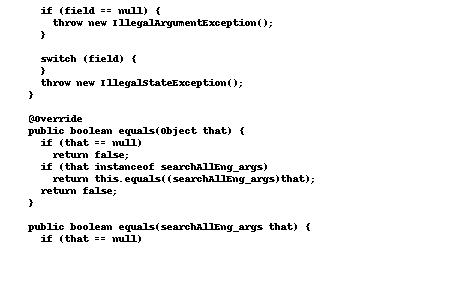 if (field == null) {
throw new IllegalArgumentException();
}
switch (field) {
}
throw new IllegalStateException();
}
@Override
public boolean equals(Object that) {
if (that == null)
return false;
if (that instanceof searchAllEng_args)
return this.equals((searchAllEng_args)that);
return false;
}
public boolean equals(searchAllEng_args that) {
if (that == null)